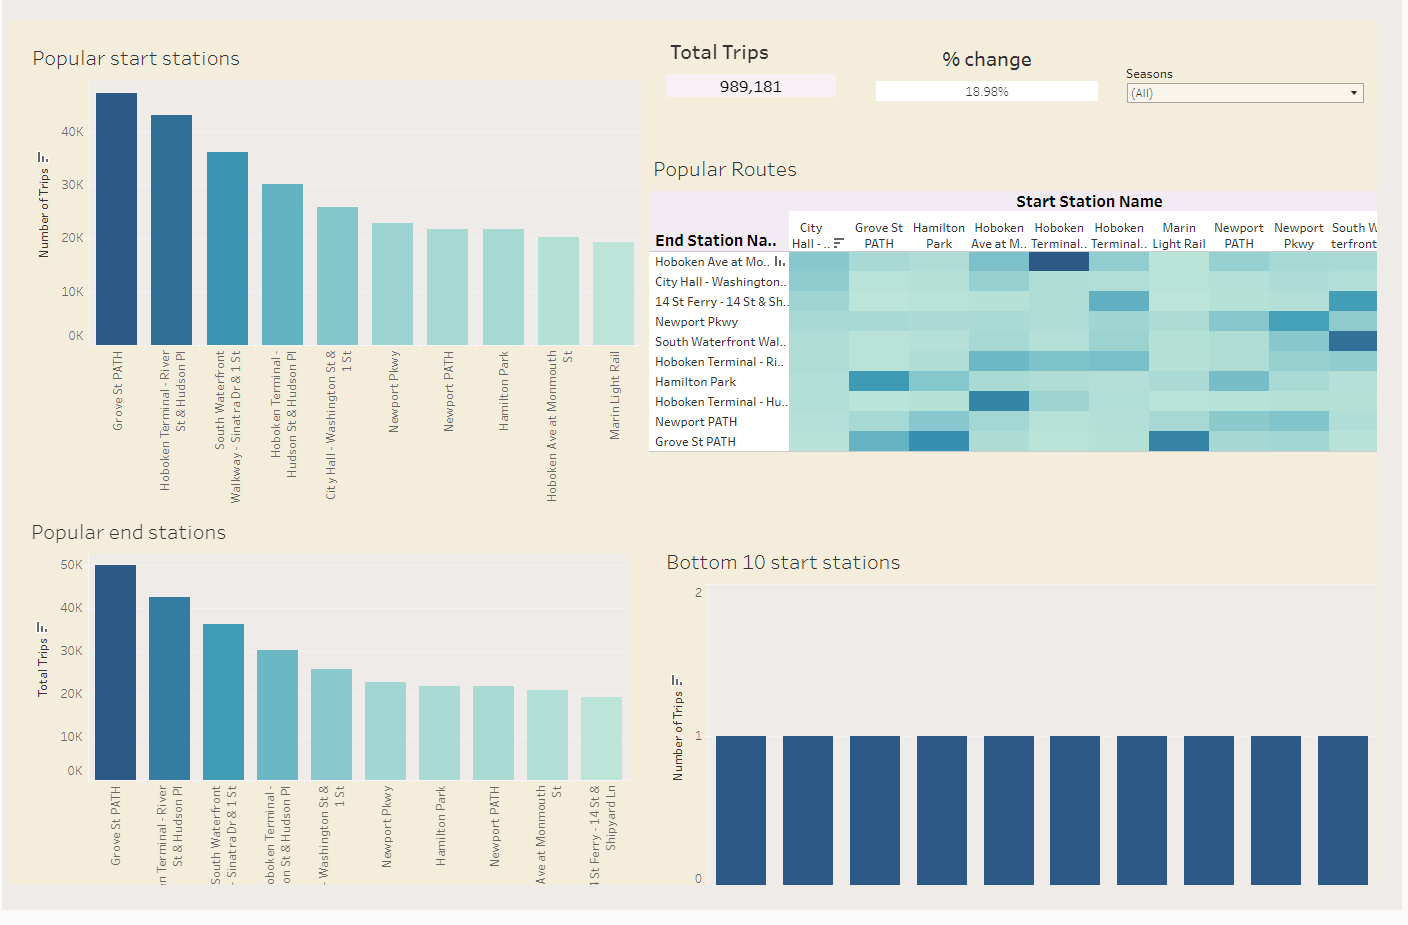 Popular start stations
Number of Trips
40K
30K
20K
10K
0K
Grove St PATH
Hoboken Terminal - River
St & Hudson Pl
South Waterfront
Walkway - Sinatra Dr & 1 St
Hoboken Terminal -
Hudson St & Hudson Pl
City Hall - Washington St &
1 St
Newport Pkwy
Newport PATH
Hamilton Park
Hoboken Ave at Monmouth
St
Marin Light Rail
Total Trips
989,181
% change
18.98%
Seasons
(All)
Popular Routes
Start Station Name
End Station Na..
City
Hall - ..
Grove St
PATH
Hamilton
Park
Hoboken
Ave at M..
Hoboken
Terminal..
Hoboken
Terminal..
Marin
Light Rail
Newport
PATH
Newport
Pkwy
South W
terfront
Hoboken Ave at Mo..
City Hall - Washington..
14 St Ferry - 14 St & Sh..
Newport Pkwy
South Waterfront Wal..
Hoboken Terminal - Ri..
Hamilton Park
Hoboken Terminal - Hu..
Newport PATH
Grove St PATH
Popular end stations
Total Trips
50K
40K
30K
20K
10K
0K
Grove St PATH
n Terminal - River
St & Hudson Pl
South Waterfront
- Sinatra Dr & 1 St
oboken Terminal -
on St & Hudson Pl
- Washington St &
1 St
Newport Pkwy
Hamilton Park
Newport PATH
Ave at Monmouth
St
4 St Ferry - 14 St &
Shipyard Ln
Bottom 10 start stations
Number of Trips
2
1
0